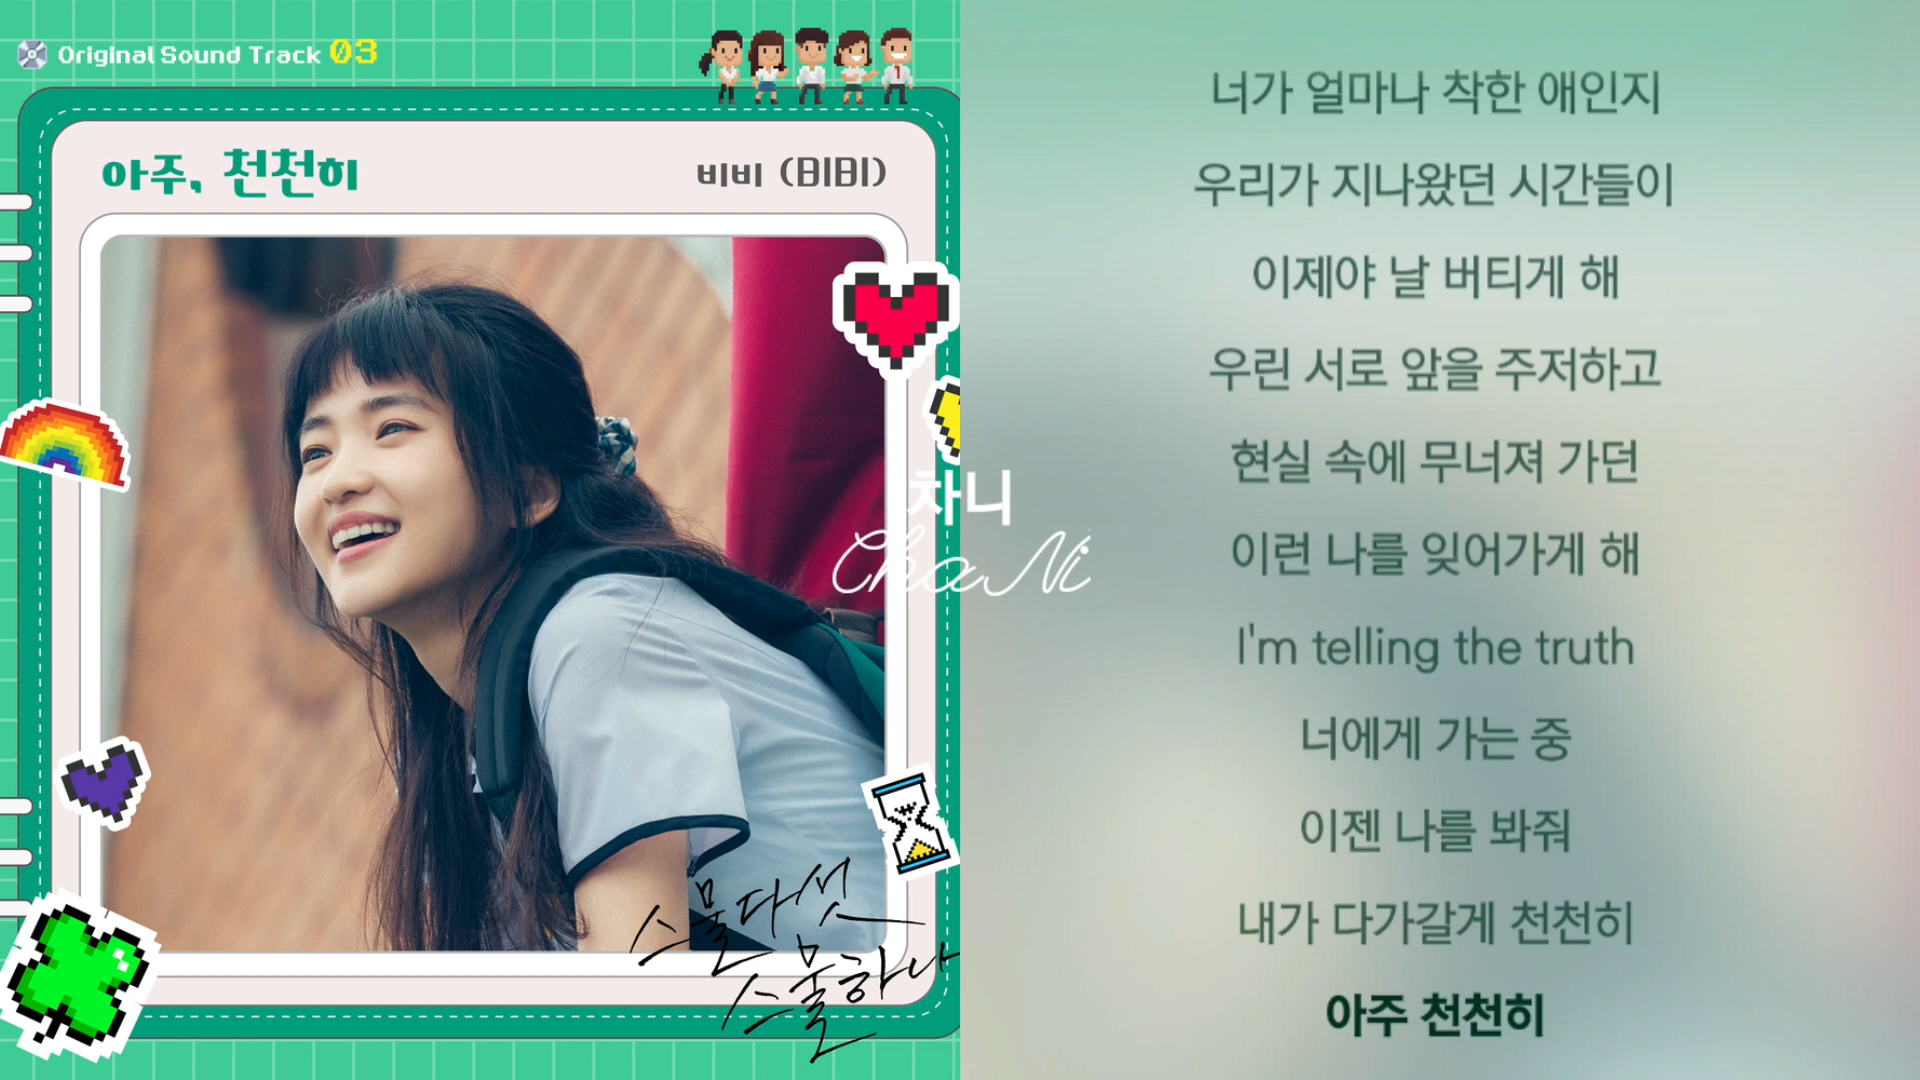 Original Sound Track 03
아주, 천천히
비비 (BIBI)
스물다섯
스물하나
차니
ChaNi
너가 얼마나 착한 애인지
우리가 지나왔던 시간들이
이제야 날 버티게 해
우린 서로 앞을 주저하고
현실 속에 무너져 가던
이런 나를 잊어가게 해
I'm telling the truth
너에게 가는 중
이젠 나를 봐줘
내가 다가갈게 천천히
아주 천천히